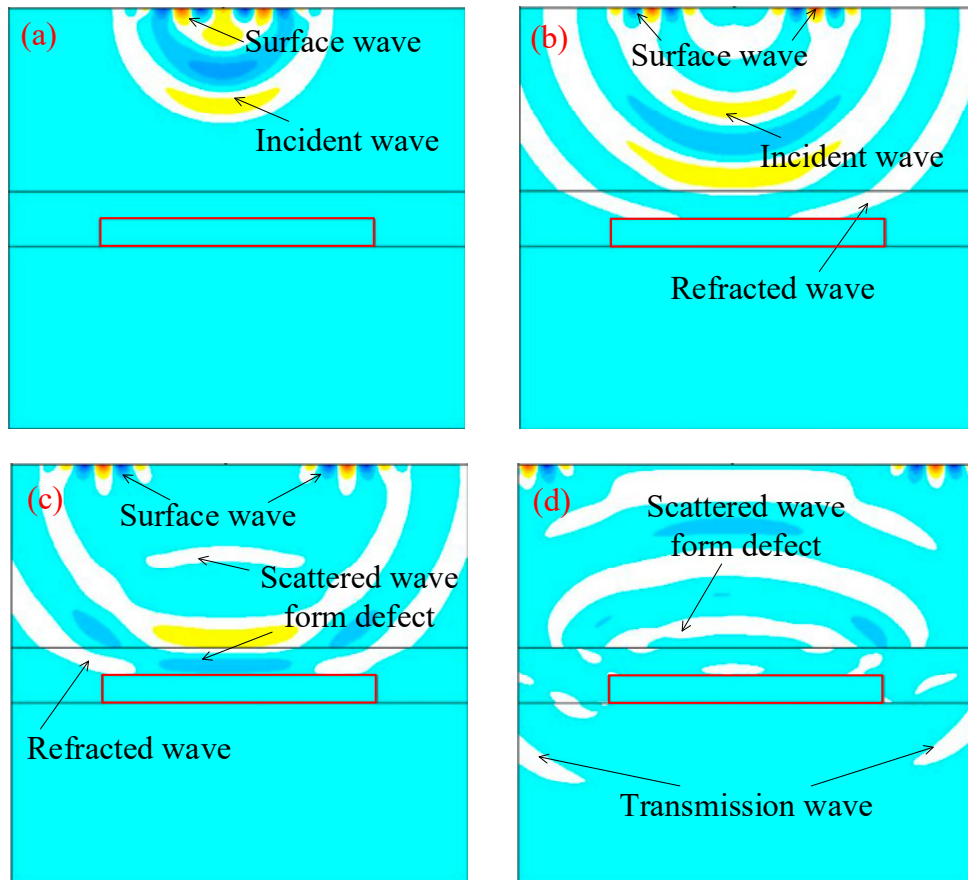 (a)
Surface wave
Incident wave
(b)
Surface wave
Incident wave
Refracted wave
(c)
Surface wave
Scattered wave
form defect
Refracted wave
(d)
Scattered wave
form defect
Transmission wave